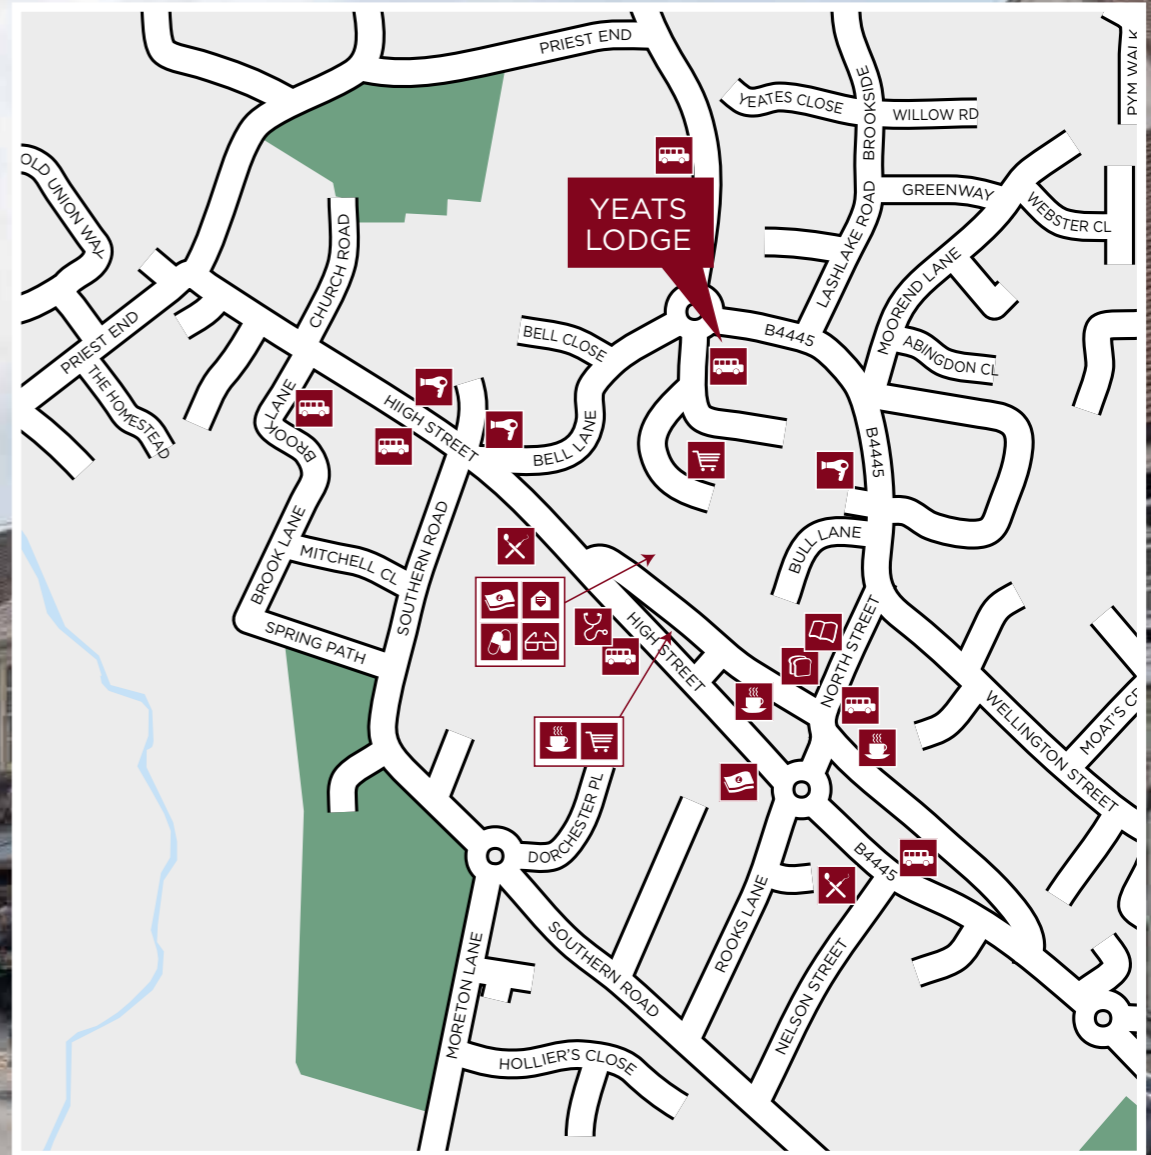 PRIEST END
YEATES CLOSE
BROOKSIDE
WILLOW RD
PYM WALK
OLD UNION WAY
CHURCH ROAD
YEATS
LODGE
GREENWAY
WEBSTER CL
LASHLAKE ROAD
MOOREND LANE
PRIEST END
THE HOMESTEAD
BELL CLOSE
B4445
ABINGDON CL
BROOK LANE
HIIGH STREET
BELL LANE
B4445
BROOK LANE
MITCHELL CL
SOUTHERN ROAD
BULL LANE
SPRING PATH
HIGH STREET
NORTH STREET
WELLINGTON STREET
MOAT'S CR
DORCHESTER PL
B4445
ROOKS LANE
NELSON STREET
SOUTHERN ROAD
MORETON LANE
HOLLIER'S CLOSE